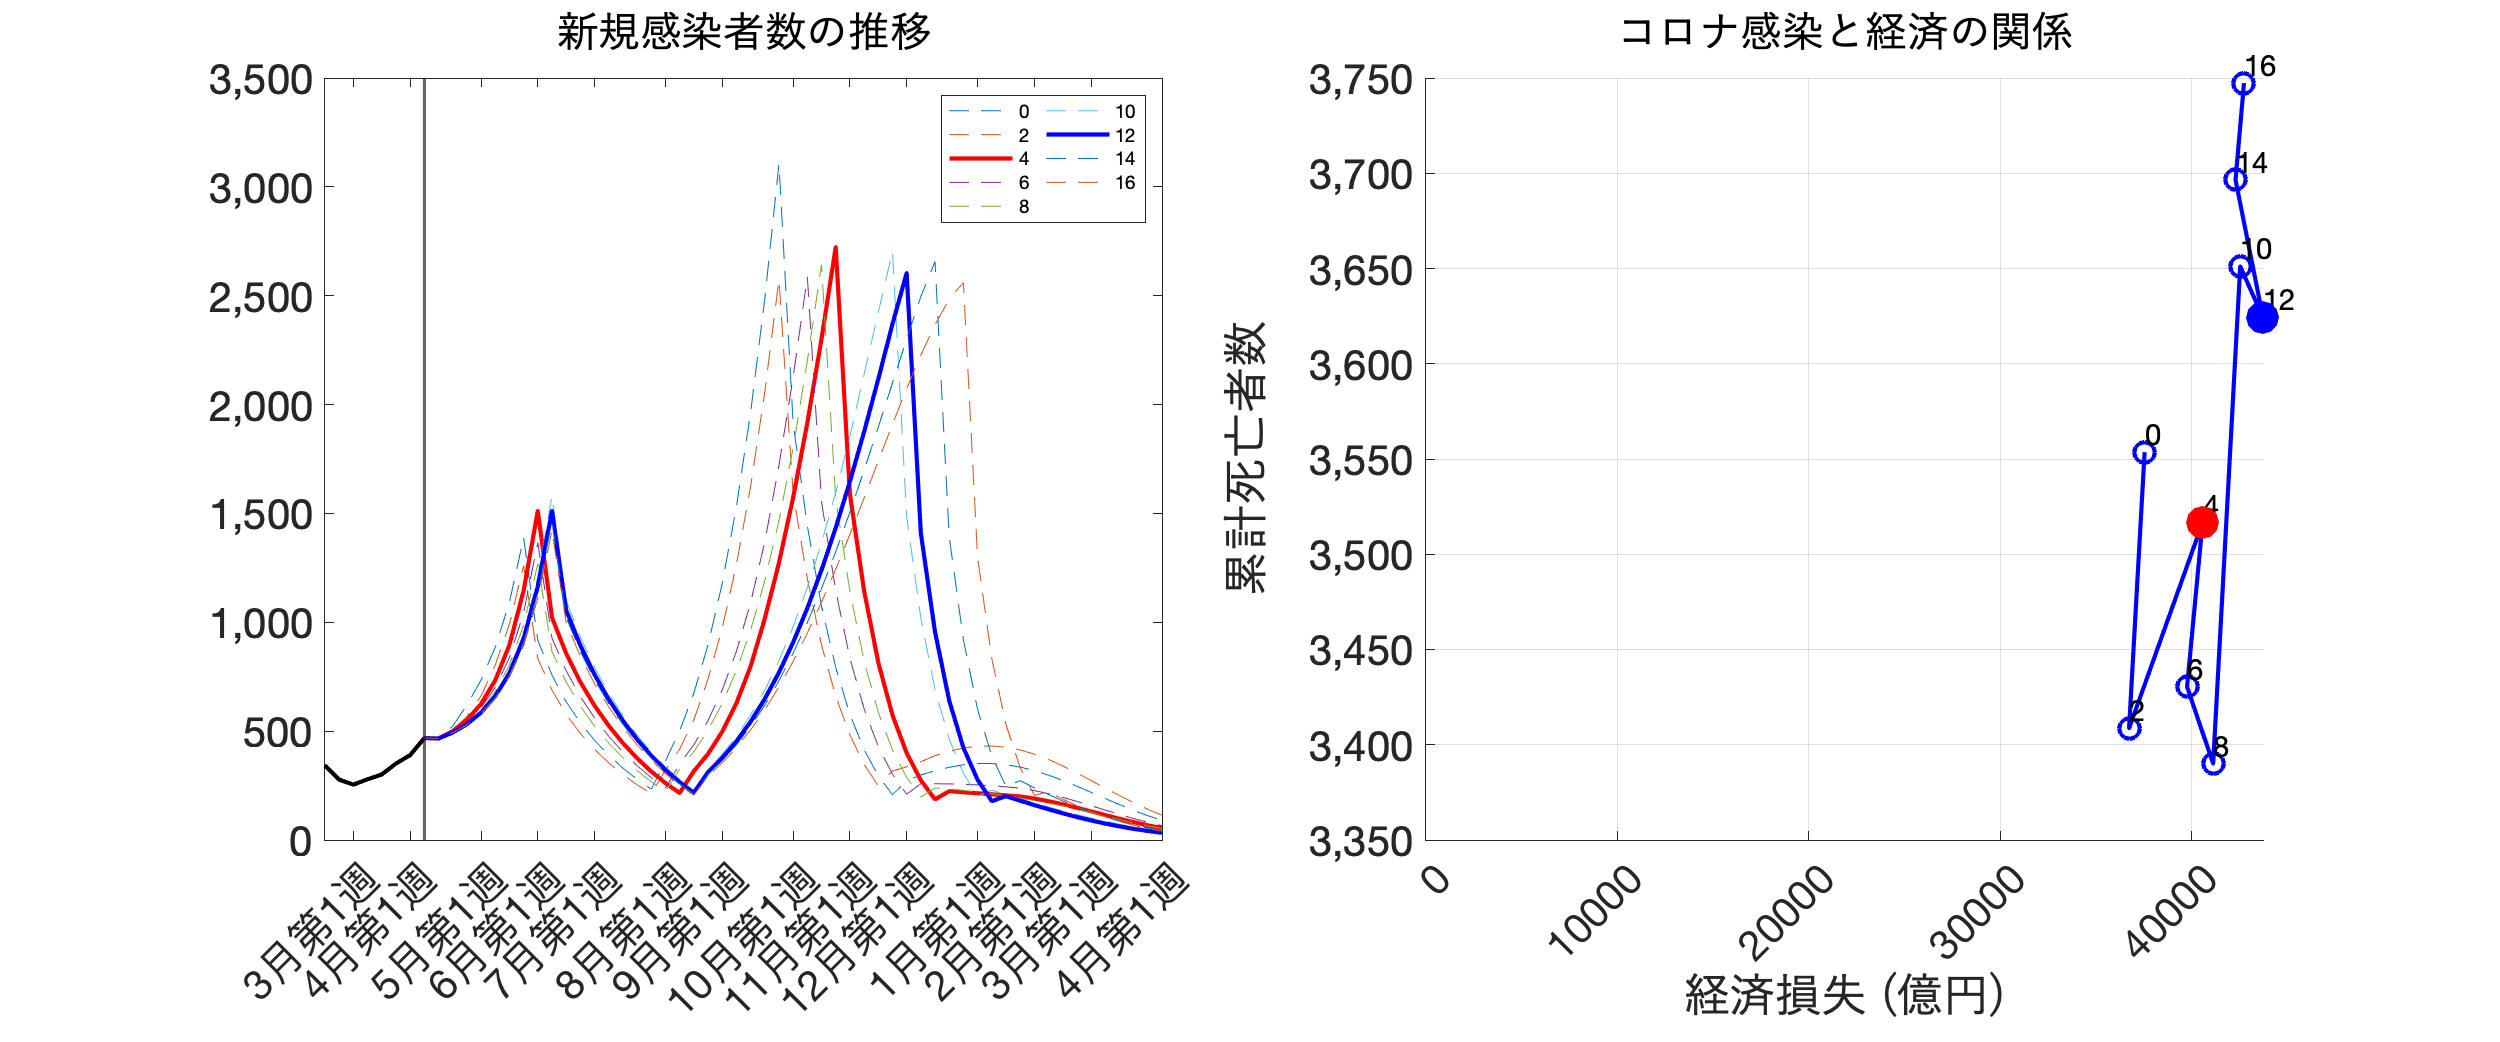 新規感染者数の推移
3,500
3,000
2,500
2,000
1,500
1,000
500
0
0
2
4
6
8
10
12
14
16
3月第1週
4月第1週
5月第1週
6月第1週
7月第1週
8月第1週
9月第1週
10月第1週
11月第1週
12月第1週
1月第1週
2月第1週
3月第1週
4月第1週
コロナ感染と経済の関係
累計死亡者数
3,750
3,700
3,650
3,600
3,550
3,500
3,450
3,400
3,350
16
14
10
12
0
4
6
2
8
0
10000
20000
30000
40000
経済損失 (億円)